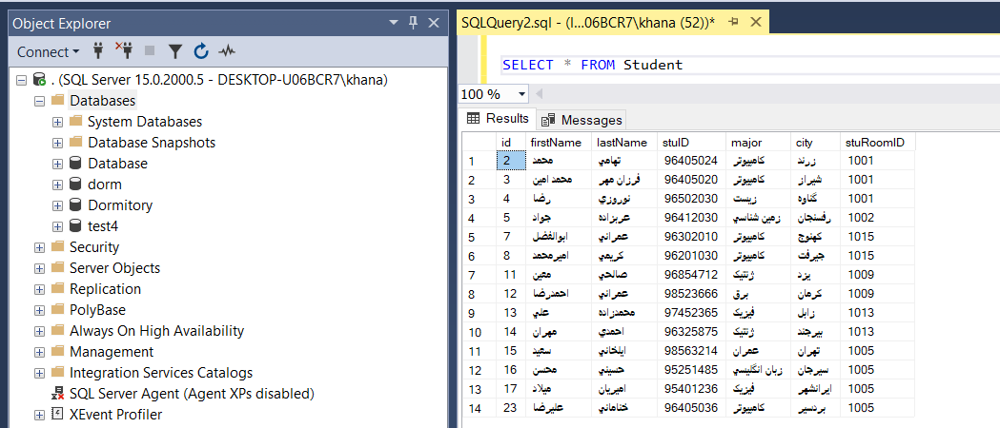 Object Explorer
Connect
. (SQL Server 15.0.2000.5 - DESKTOP-U06BCR7\khana)
Databases
System Databases
Database Snapshots
Database
dorm
Dormitory
test4
Security
Server Objects
Replication
PolyBase
Always On High Availability
Management
Integration Services Catalogs
SQL Server Agent (Agent XPs disabled)
XEvent Profiler
SQLQuery2.sql - (l...06BCR7\khana (52))*
SELECT * FROM Student
100 %
Results Messages
id firstName lastName stuID major city stuRoomID
1 2 محمد تهامي 96405024 کامپيوتر زرند 1001
2 3 محمد امين فرزان مهر 96405020 کامپيوتر شيراز 1001
3 4 رضا نوروزي 96502030 زيست گناوه 1001
4 5 جواد عربزاده 96412030 زمين شناسي رفسنجان 1002
5 7 ابوالفضل عمراني 96302010 کامپيوتر کهنوج 1015
6 8 اميرمحمد کريمي 96201030 کامپيوتر جيرفت 1015
7 11 معين صالحي 96854712 ژنتيک يزد 1009
8 12 احمدرضا عمراني 98523666 برق کرمان 1009
9 13 علي محمدزاده 97452365 فيزيک زابل 1013
10 14 مهران احمدي 96325875 ژنتيک بيرجند 1013
11 15 سعيد ايلخاني 98563214 عمران تهران 1005
12 16 محسن حسيني 95251485 زبان انگليسي سيرجان 1005
13 17 ميلاد اميريان 95401236 فيزيک ايرانشهر 1005
14 23 عليرضا ختاماني 96405036 کامپيوتر بردسير 1005